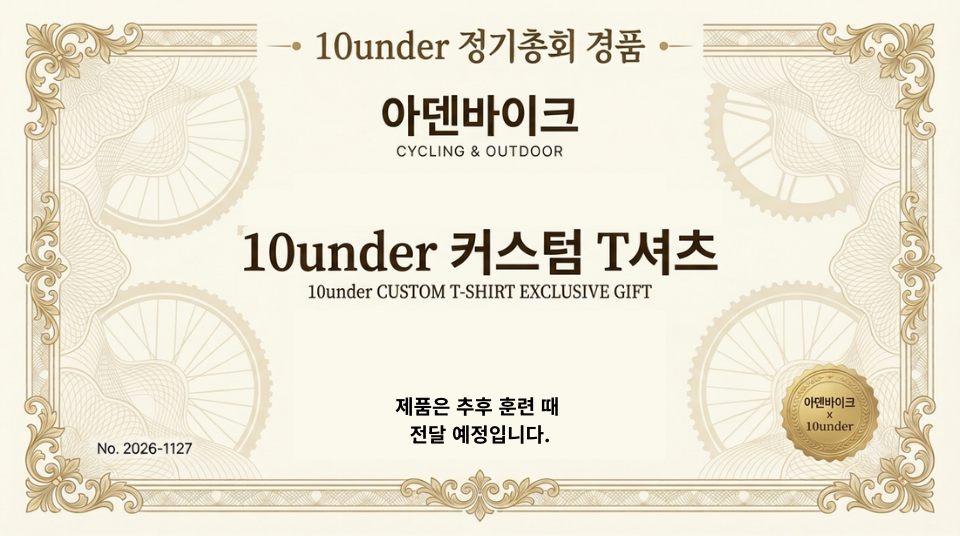 10under 정기총회 경품
아덴바이크
CYCLING & OUTDOOR
10under 커스텀 T셔츠
10under CUSTOM T-SHIRT EXCLUSIVE GIFT
제품은 추후 훈련 때
전달 예정입니다.
No. 2026-1127
아덴바이크
x
10under